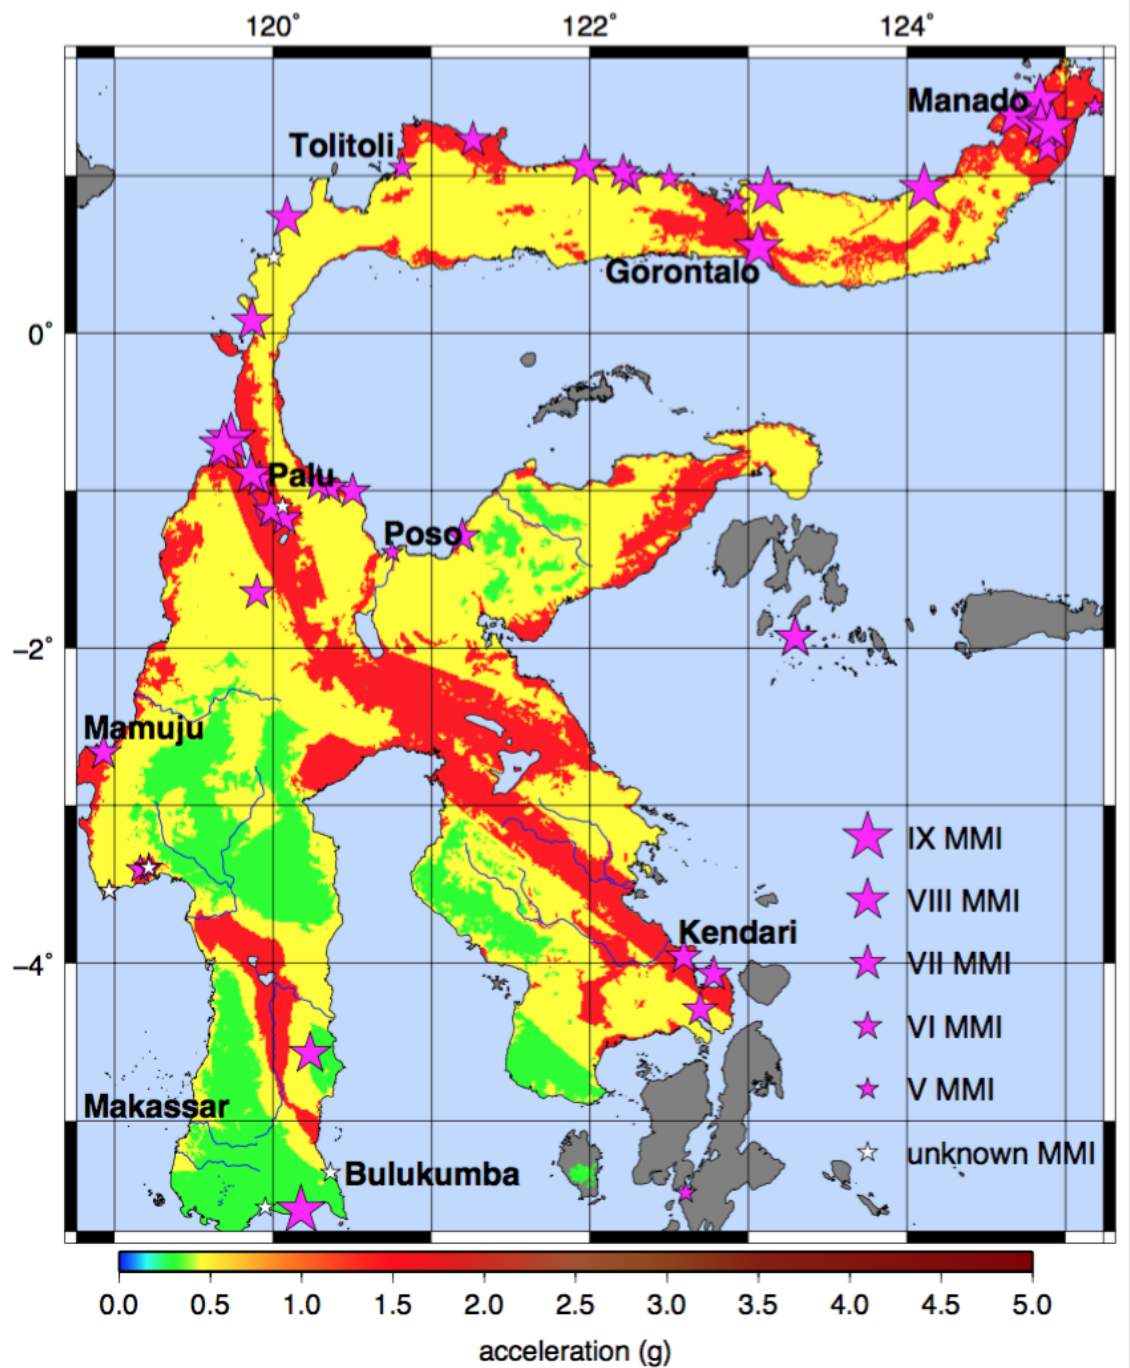 120° 122° 124°
Manado
Tolitoli
Gorontalo
0°
Palu
Poso
−2°
Mamuju
IX MMI
VIII MMI
Kendari
−4°
VII MMI
VI MMI
V MMI
Makassar
unknown MMI
Bulukumba
0.0 0.5 1.0 1.5 2.0 2.5 3.0 3.5 4.0 4.5 5.0
acceleration (g)